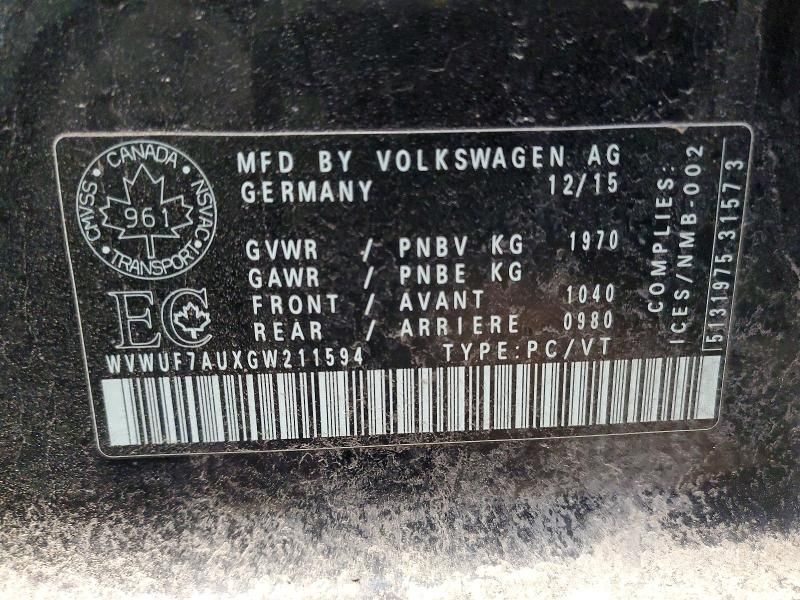 CANADA
CMVSS NSVAC
961
TRANSPORT
MFD BY VOLKSWAGEN AG
GERMANY 12/15
GVWR / PNBV KG 1970
GAWR / PNBE KG
FRONT / AVANT 1040
REAR / ARRIERE 0980
EC
WVWUF7AUXGW211594 TYPE:PC/VT
COMPLIES:
ICES/NMB-002
5131975 31573